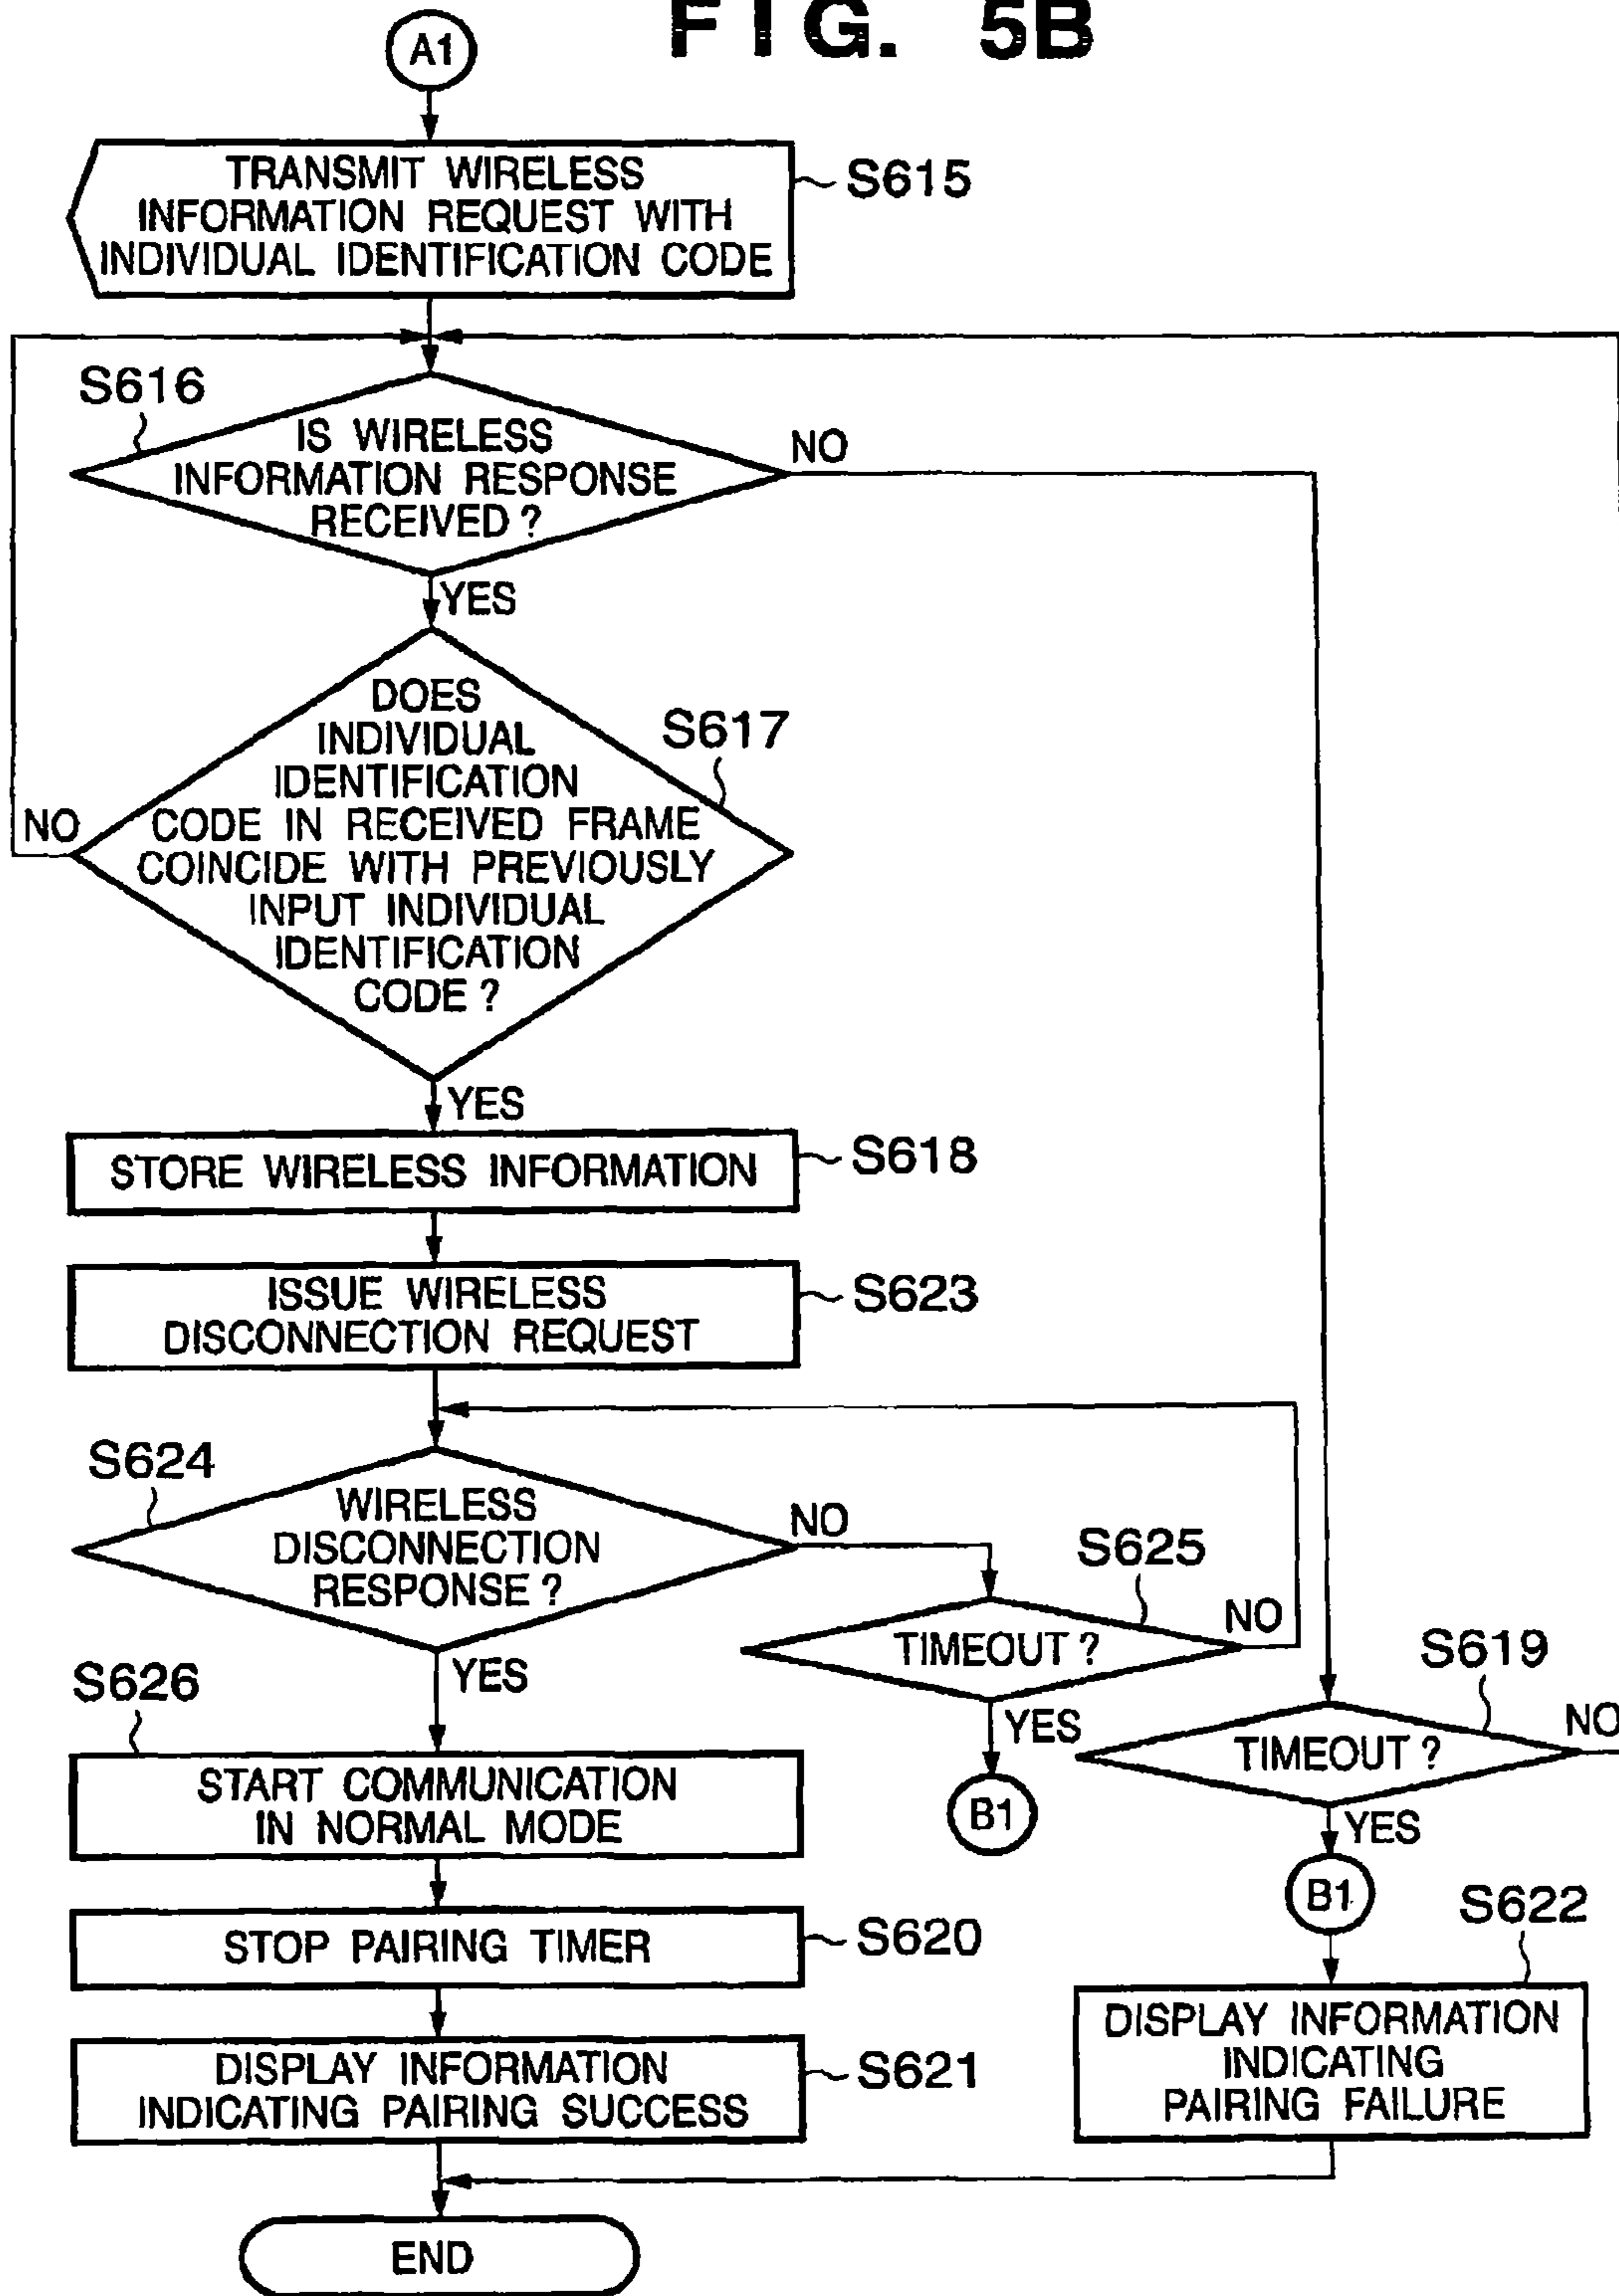 FIG. 5B
A1
TRANSMIT WIRELESS
INFORMATION REQUEST WITH
INDIVIDUAL IDENTIFICATION CODE
S615
S616
IS WIRELESS
INFORMATION RESPONSE
RECEIVED ?
NO
YES
DOES
INDIVIDUAL
IDENTIFICATION
CODE IN RECEIVED FRAME
COINCIDE WITH PREVIOUSLY
INPUT INDIVIDUAL
IDENTIFICATION
CODE ?
S617
NO
YES
STORE WIRELESS INFORMATION
S618
ISSUE WIRELESS
DISCONNECTION REQUEST
S623
S624
WIRELESS
DISCONNECTION
RESPONSE ?
NO
YES
S625
TIMEOUT ?
NO
YES
B1
S619
TIMEOUT ?
NO
YES
B1
S626
START COMMUNICATION
IN NORMAL MODE
STOP PAIRING TIMER
S620
DISPLAY INFORMATION
INDICATING PAIRING SUCCESS
S621
S622
DISPLAY INFORMATION
INDICATING
PAIRING FAILURE
END